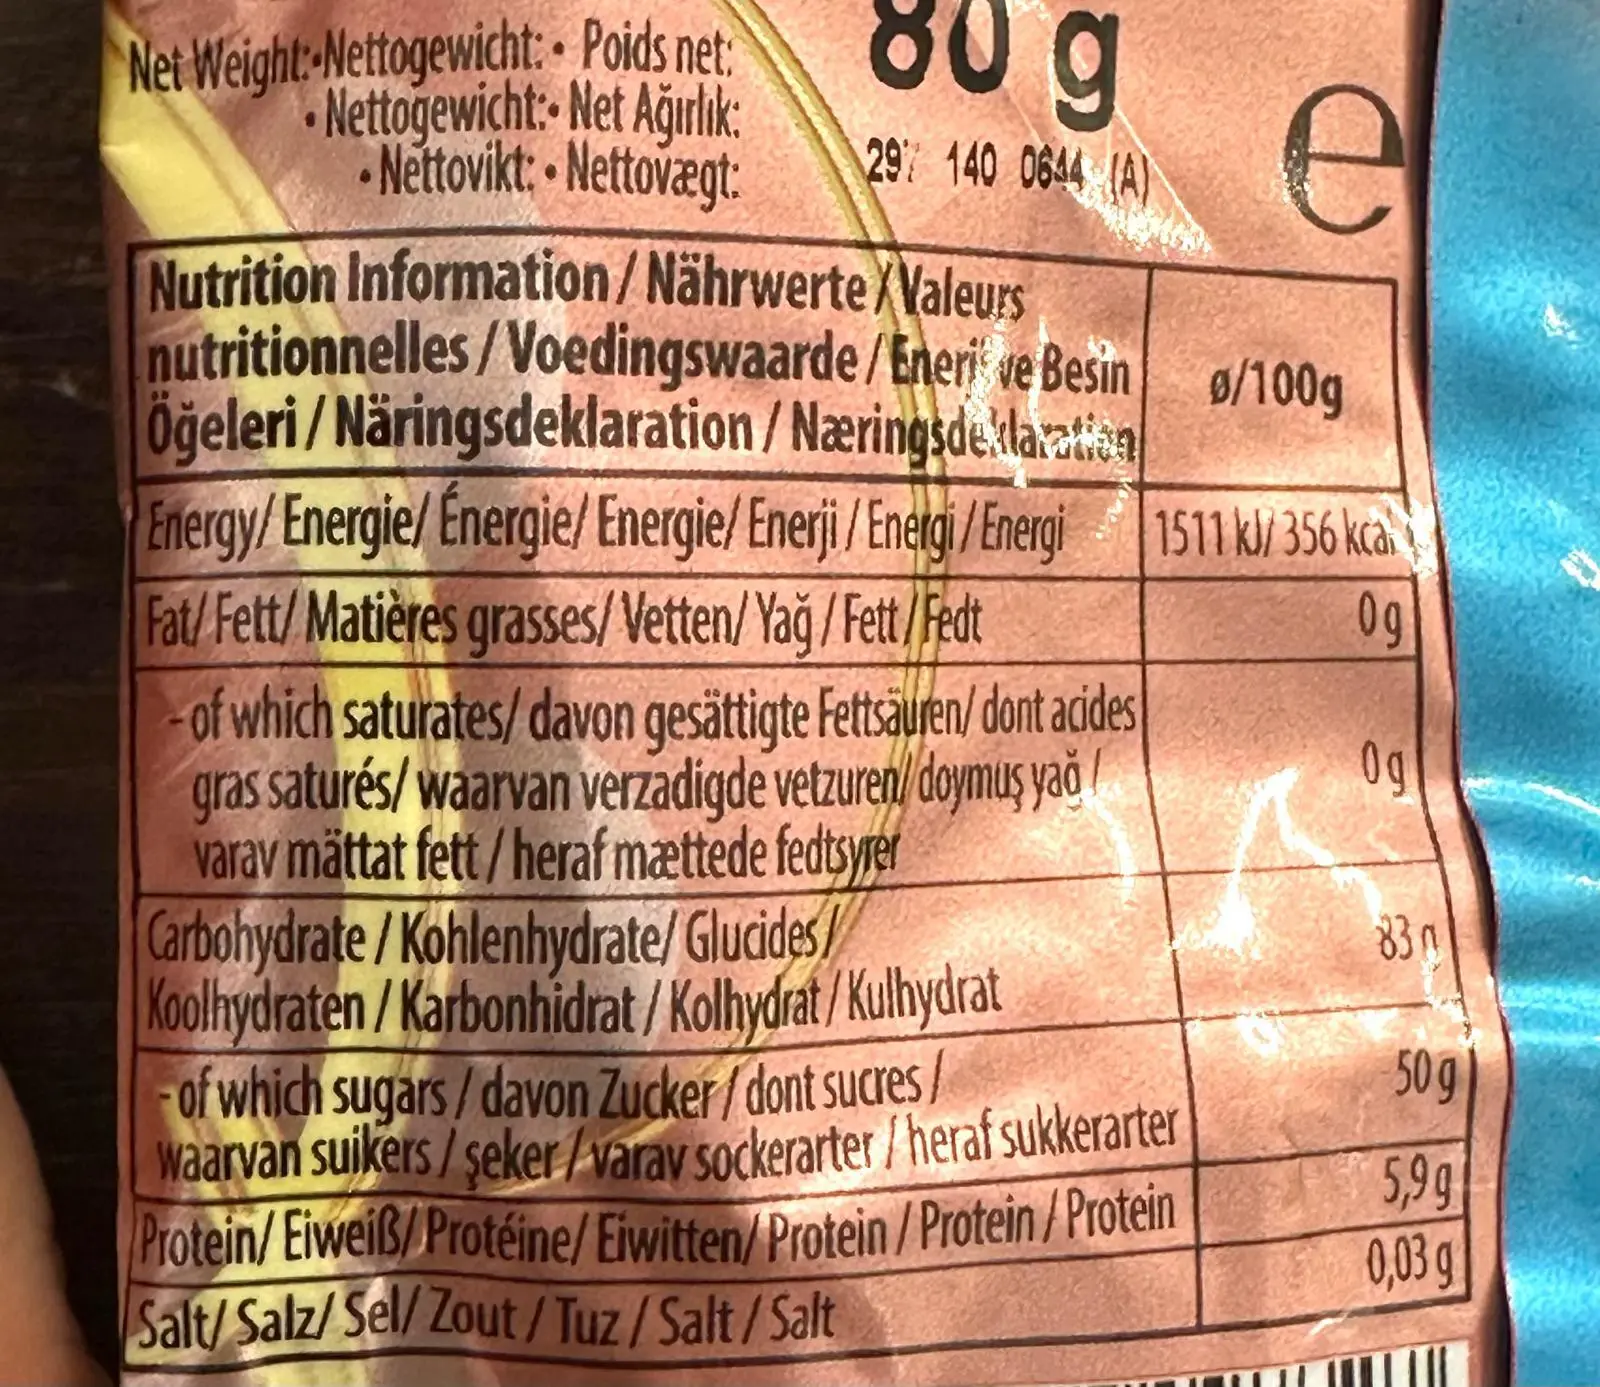 Net Weight:•Nettogewicht: • Poids net:
• Nettogewicht:• Net Ağırlık:
• Nettovikt: • Nettovægt:
80 g
e
140 0644 (A)
Nutrition Information / Nährwerte / Valeurs
nutritionnelles / Voedingswaarde / ve Besin
Öğeleri / Näringsdeklaration / Næringsdeklaration
ø/100g
Energy/ Energie/ Énergie/ Energie/ Enerji / Energi / Energi
1511 kJ/ 356 kcal
Fat/ Fett/ Matières grasses/ Vetten/ Yağ / Fett / Fedt
0 g
- of which saturates/ davon gesättigte Fettsäuren/ dont acides
gras saturés/ waarvan verzadigde vetzuren/ doymuş yağ /
varav mättat fett / heraf mættede fedtsyrer
0 g
Carbohydrate / Kohlenhydrate/ Glucides /
Koolhydraten / Karbonhidrat / Kolhydrat / Kulhydrat
83 g
- of which sugars / davon Zucker / dont sucres /
waarvan suikers / şeker / varav sockerarter / heraf sukkerarter
50 g
Protein/ Eiweiß/ Protéine/ Eiwitten/ Protein / Protein / Protein
5,9 g
Salt/ Salz/ Sel/ Zout / Tuz / Salt / Salt
0,03 g